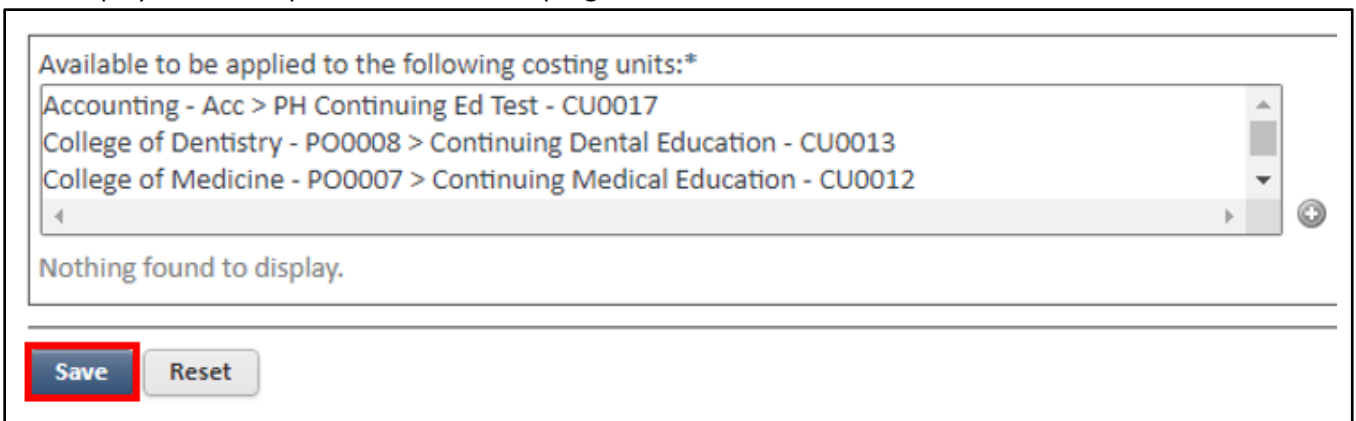 Available to be applied to the following costing units:*
Accounting - Acc > PH Continuing Ed Test - CU0017
College of Dentistry - PO0008 > Continuing Dental Education - CU0013
College of Medicine - PO0007 > Continuing Medical Education - CU0012
Nothing found to display.
Save Reset